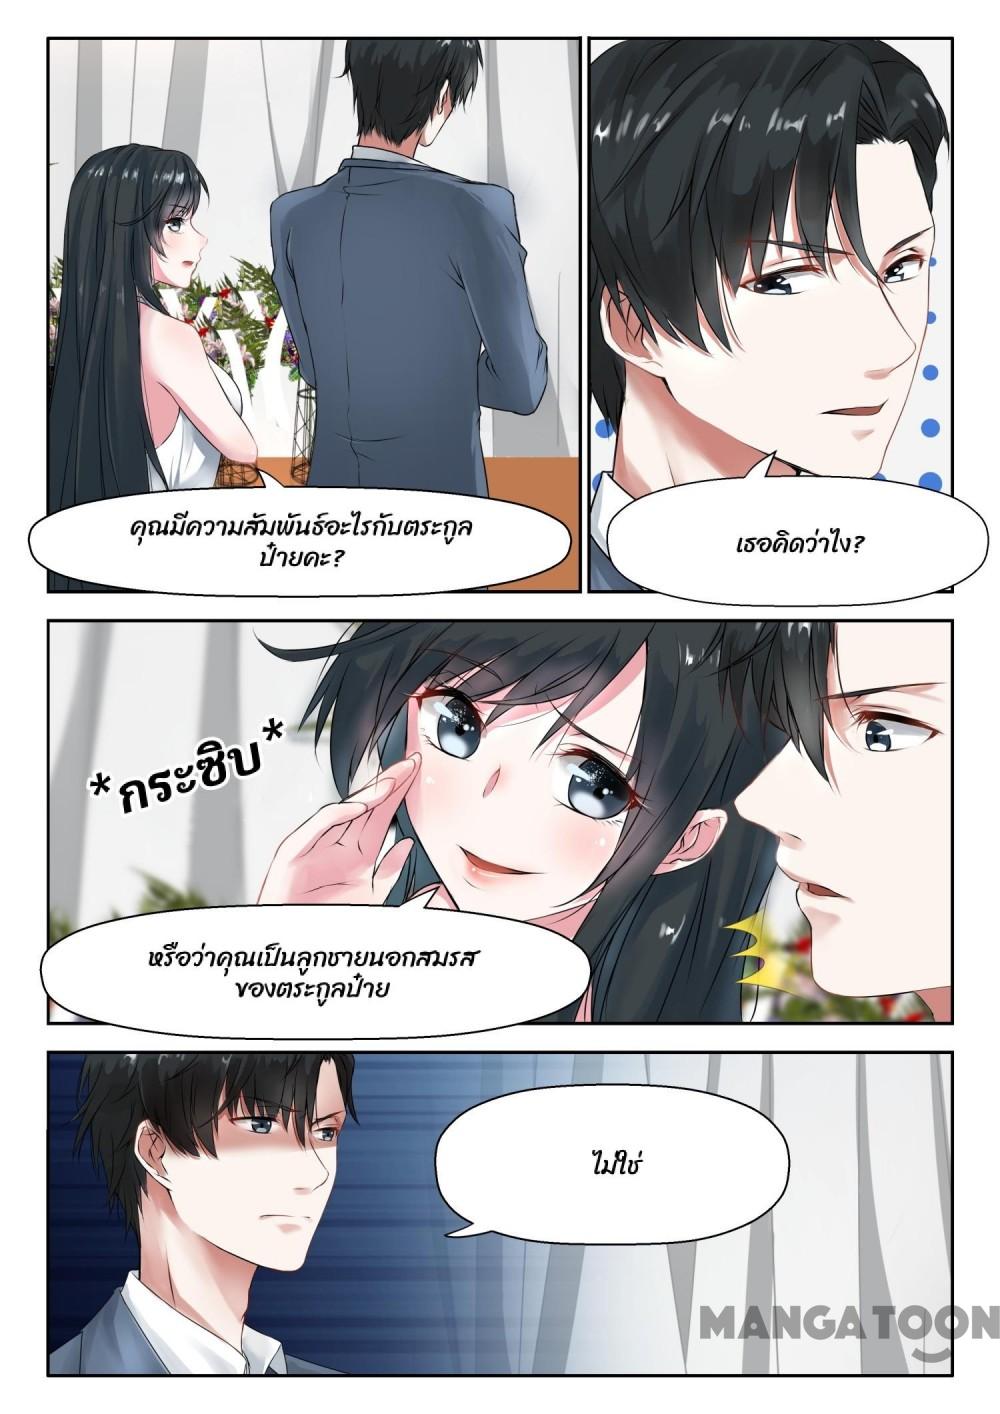 คุณมีความสัมพันธ์อะไรกับตระกูล
ป๋ายคะ?
เธอคิดว่าไง?
*กระซิบ*
หรือว่าคุณเป็นลูกชายนอกสมรส
ของตระกูลป๋าย
ไม่ใช่
MANGATOON